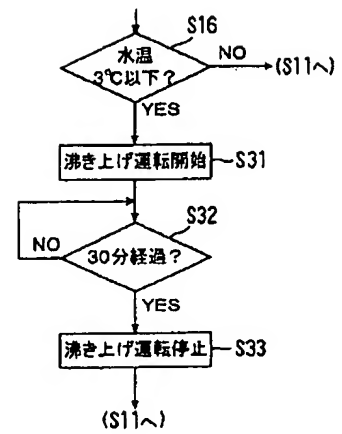 S16
水温
3℃以下?
NO
(S11へ)
YES
沸き上げ運転開始
S31
S32
NO
30分経過?
YES
沸き上げ運転停止
S33
(S11へ)